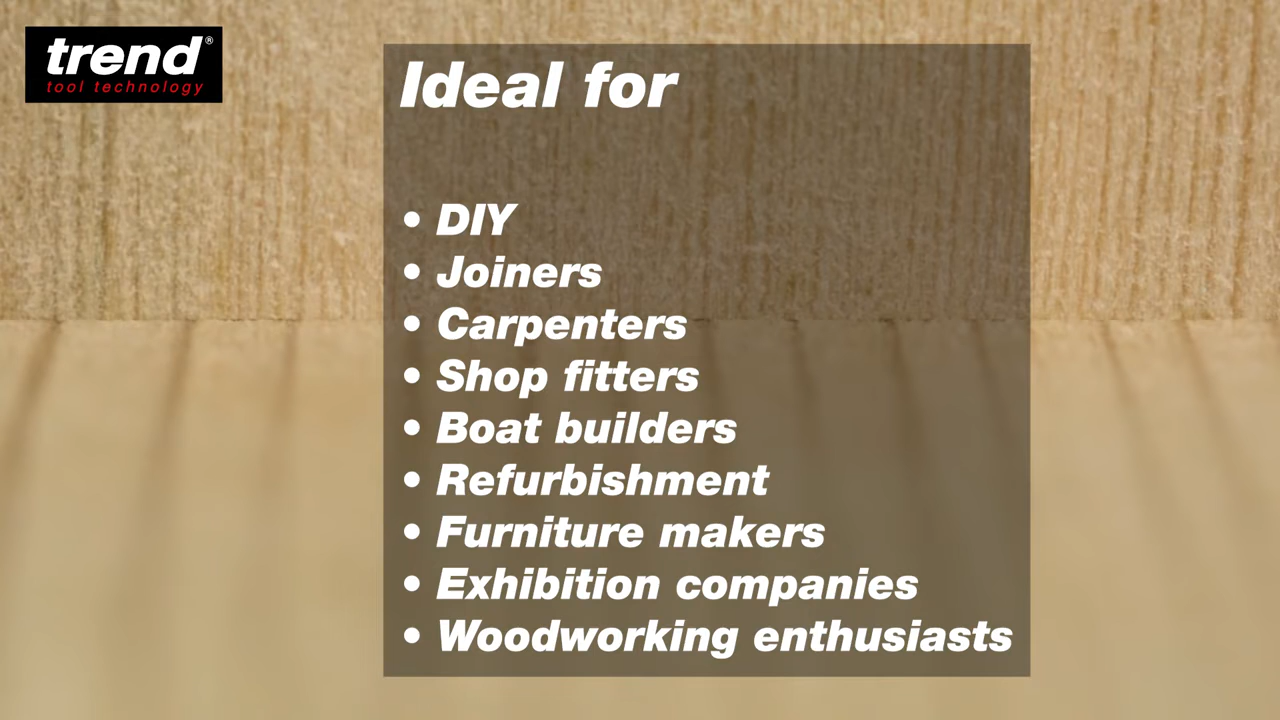 trend®
tool technology
Ideal for
• DIY
• Joiners
• Carpenters
• Shop fitters
• Boat builders
• Refurbishment
• Furniture makers
• Exhibition companies
• Woodworking enthusiasts